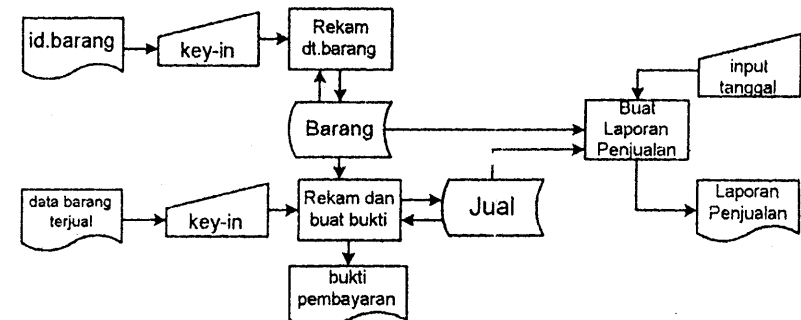 id.barang
key-in
Rekam
dt.barang
input
tanggal
Barang
Buat
Laporan
Penjualan
data barang
terjual
key-in
Rekam dan
buat bukti
Jual
Laporan
Penjualan
bukti
pembayaran